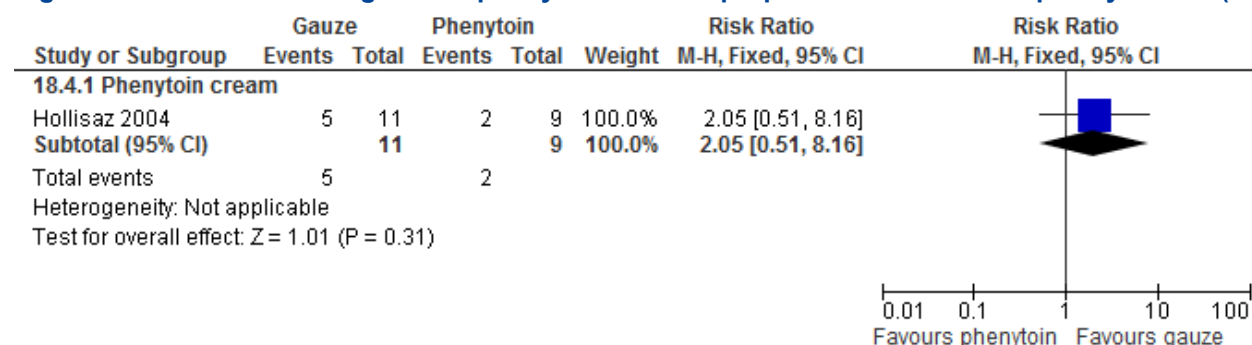 Gauze Phenytoin Risk Ratio Risk Ratio
Study or Subgroup Events Total Events Total Weight M-H, Fixed, 95% CI M-H, Fixed, 95% CI
18.4.1 Phenytoin cream
Hollisaz 2004 5 11 2 9 100.0% 2.05 [0.51, 8.16]
Subtotal (95% CI) 11 9 100.0% 2.05 [0.51, 8.16]
Total events 5 2
Heterogeneity: Not applicable
Test for overall effect: Z = 1.01 (P = 0.31)
0.01 0.1 1 10 100
Favours phenytoin Favours gauze